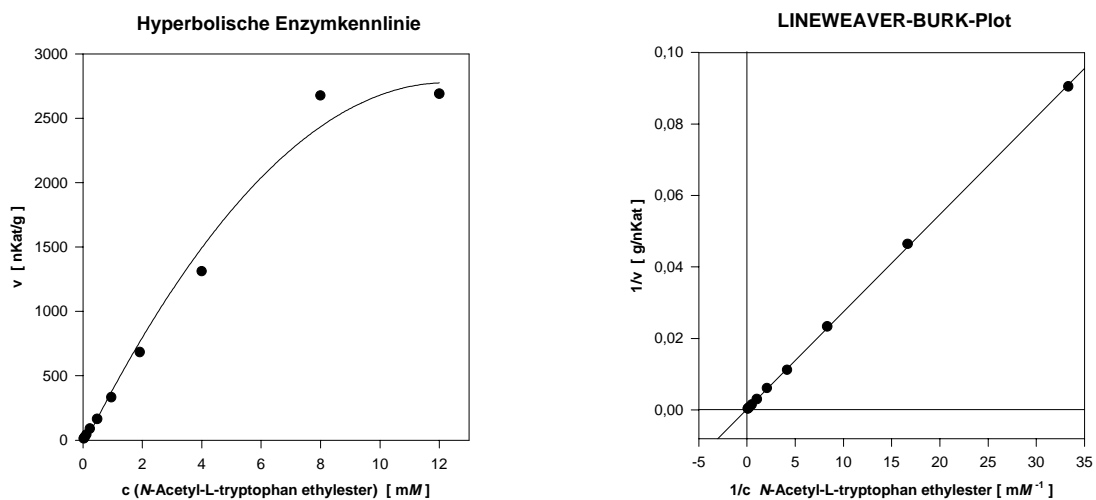 Hyperbolische Enzymkennlinie
3000
2500
2000
1500
1000
500
0
v [ nKat/g ]
0 2 4 6 8 10 12
c (N-Acetyl-L-tryptophan ethylester) [ mM ]
LINEWEAVER-BURK-Plot
0,10
0,08
0,06
0,04
0,02
0,00
1/v [ g/nKat ]
-5 0 5 10 15 20 25 30 35
1/c N-Acetyl-L-tryptophan ethylester [ mM⁻¹ ]